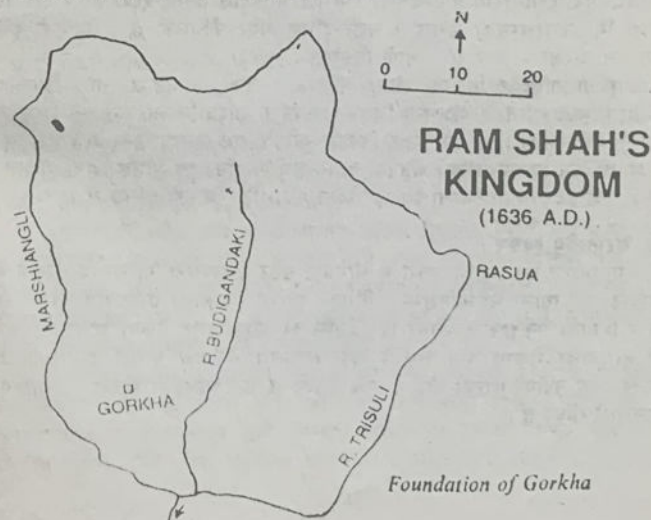 N
0 10 20
RAM SHAH'S
KINGDOM
(1636 A.D.)
MARSHIANGLI
R.BUDIGANDAKI
RASUA
GORKHA
R. TRISULI
Foundation of Gorkha